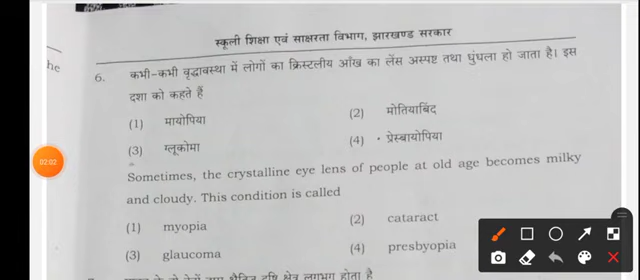 स्कूली शिक्षा एवं साक्षरता विभाग, झारखण्ड सरकार
he
6. कभी-कभी वृद्धावस्था में लोगों का क्रिस्टलीय आँख का लेंस अस्पष्ट तथा धुंधला हो जाता है। इस
दशा को कहते हैं
(1) मायोपिया (2) मोतियाबिंद
(3) ग्लूकोमा (4) प्रेस्बायोपिया
02:02
Sometimes, the crystalline eye lens of people at old age becomes milky
and cloudy. This condition is called
(1) myopia (2) cataract
(3) glaucoma (4) presbyopia
दृष्टि क्षेत्र लगभग होता है